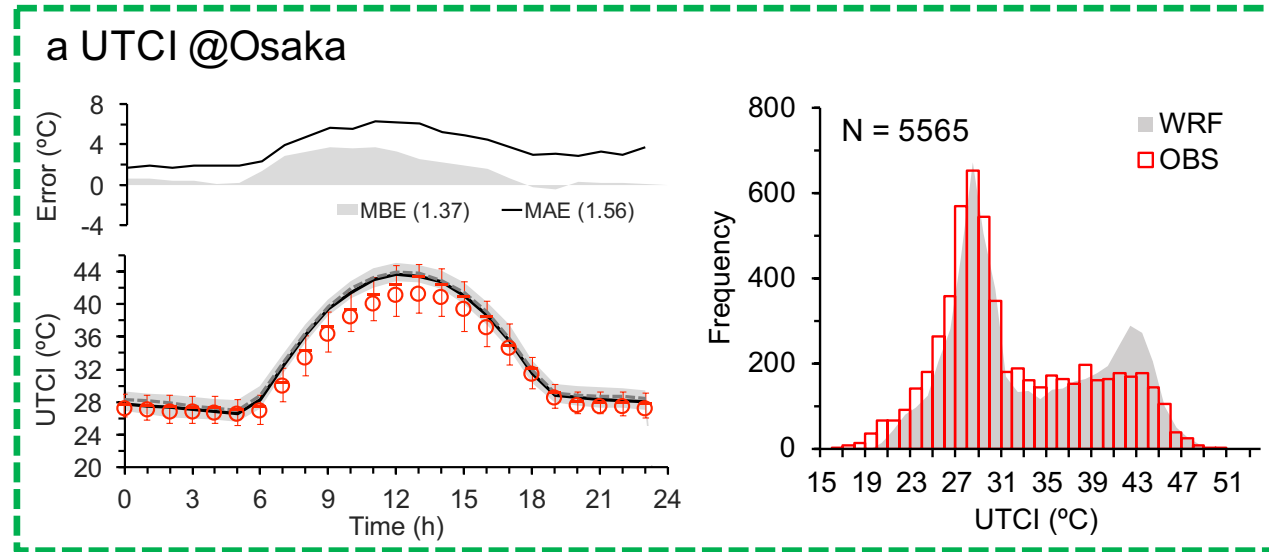 a UTCI @Osaka
Error (ºC)
8
4
0
-4
MBE (1.37)
MAE (1.56)
UTCI (ºC)
44
40
36
32
28
24
20
0 3 6 9 12 15 18 21 24
Time (h)
Frequency
800
600
400
200
0
N = 5565
WRF
OBS
15 19 23 27 31 35 39 43 47 51
UTCI (ºC)